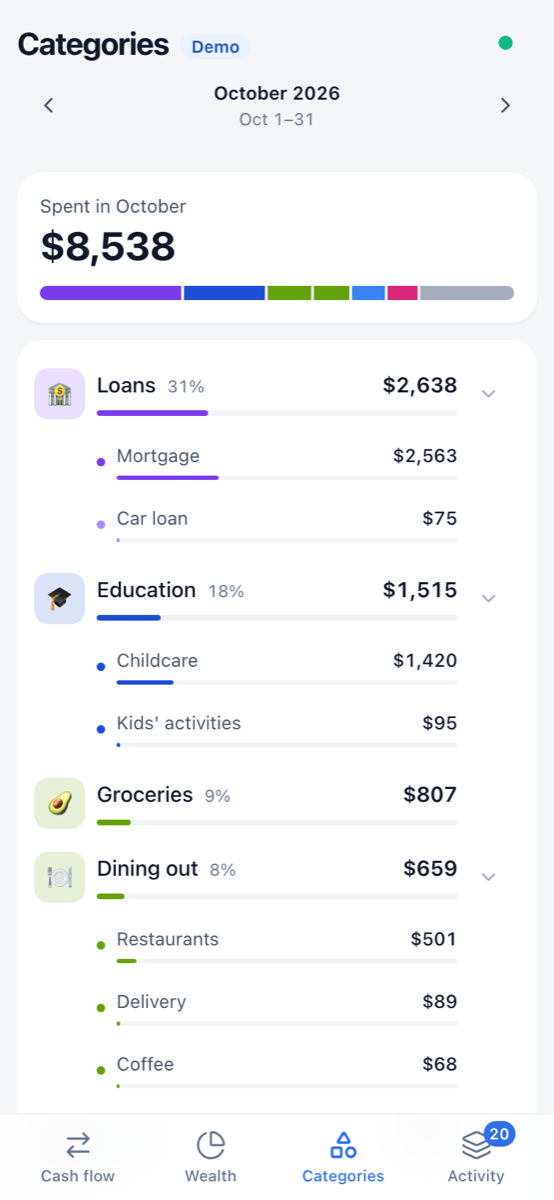 Categories Demo
October 2026
Oct 1–31
Spent in October
$8,538
Loans 31% $2,638
Mortgage $2,563
Car loan $75
Education 18% $1,515
Childcare $1,420
Kids' activities $95
Groceries 9% $807
Dining out 8% $659
Restaurants $501
Delivery $89
Coffee $68
20
Cash flow Wealth Categories Activity